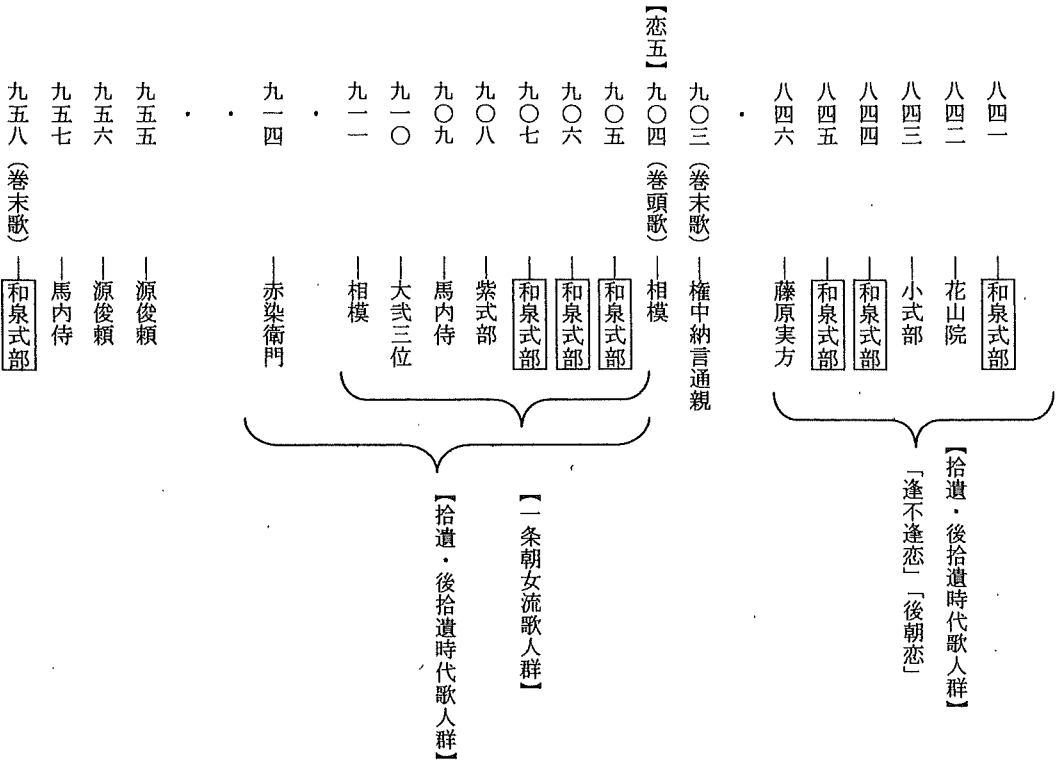 八四一――和泉式部
八四二――花山院
八四三――小式部
八四四――和泉式部
八四五――和泉式部
八四六――藤原実方
【拾遺・後拾遺時代歌人群】
「逢不逢恋」「後朝恋」
・
九〇三（巻末歌）――権中納言通親
【恋五】九〇四（巻頭歌）――相模
九〇五――和泉式部
九〇六――和泉式部
九〇七――和泉式部
九〇八――紫式部
九〇九――馬内侍
九一〇――大弐三位
九一一――相模
【一条朝女流歌人群】
・
九一四――赤染衛門
【拾遺・後拾遺時代歌人群】
・
・
九五五――源俊頼
九五六――源俊頼
九五七――馬内侍
九五八（巻末歌）――和泉式部